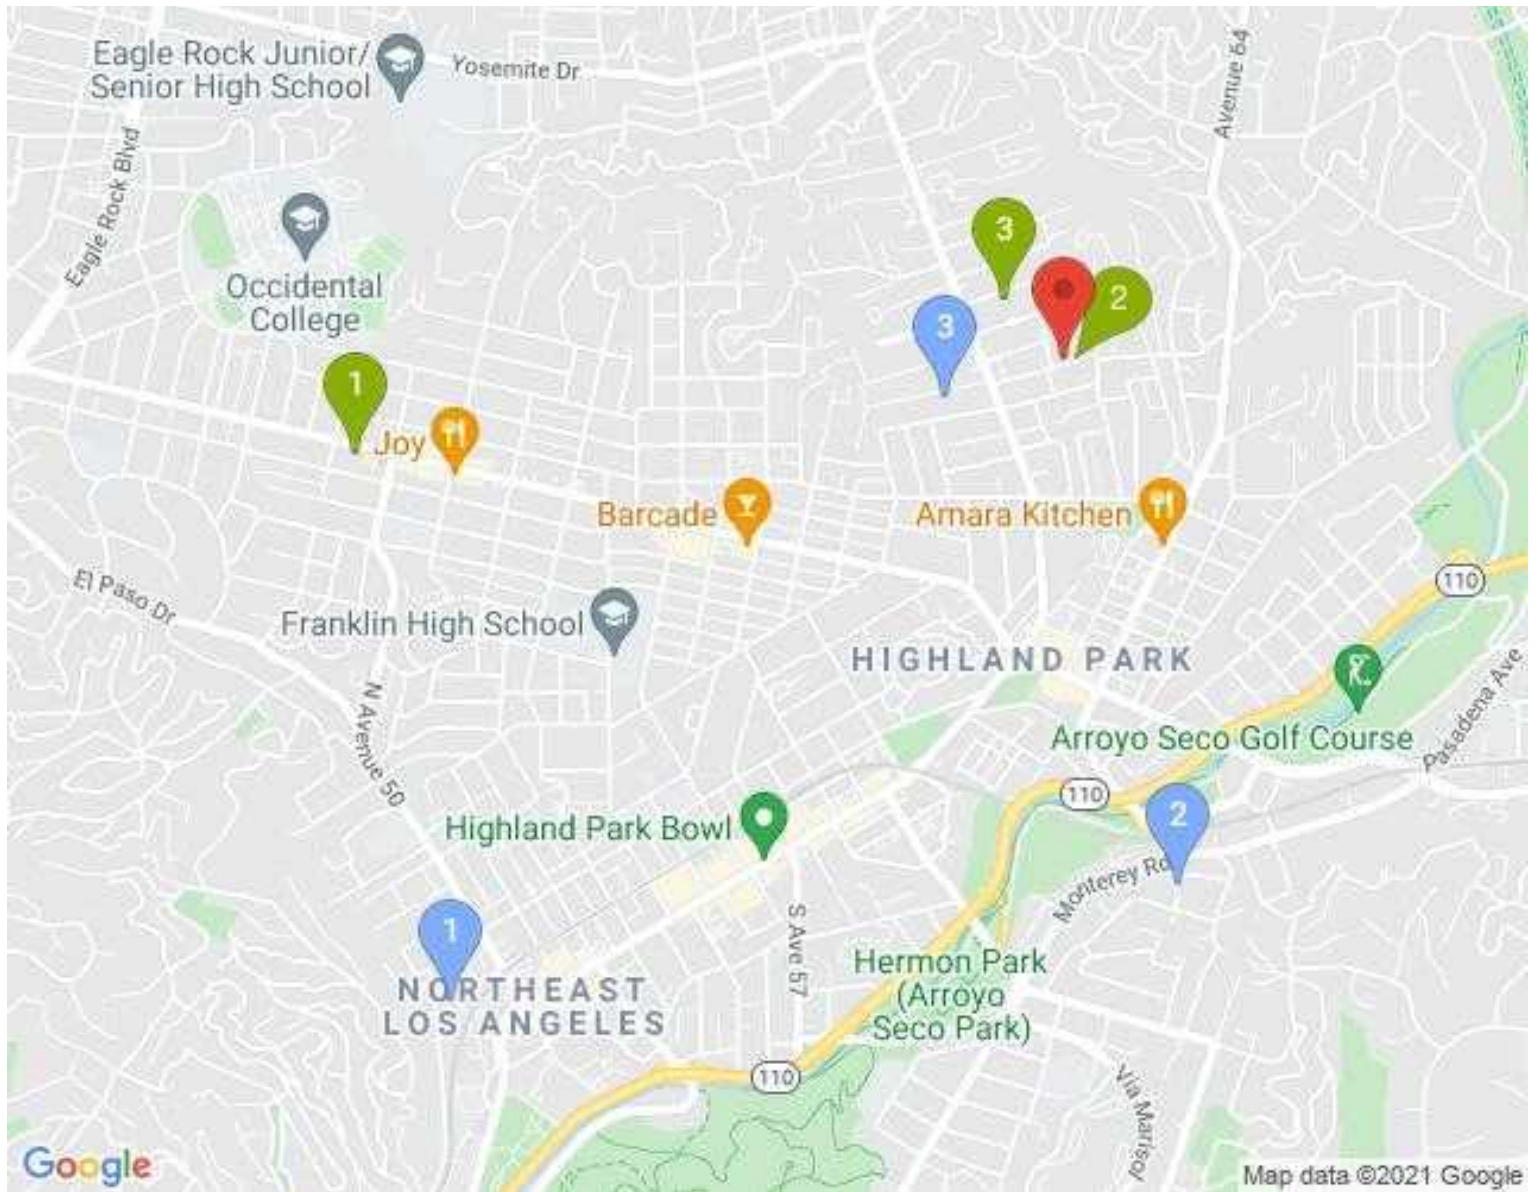 Eagle Rock Junior/
Senior High School
Yosemite Dr
Avenue 64
Eagle Rock Blvd
3
2
3
Occidental
College
1
Joy
Barcade
Amara Kitchen
110
El Paso Dr
Franklin High School
HIGHLAND PARK
N Avenue 50
Arroyo Seco Golf Course
Pasadena Ave
110
2
Highland Park Bowl
Monterey Rd
1
S Ave 57
Hermon Park
(Arroyo
Seco Park)
NORTHEAST
LOS ANGELES
110
Via Marisol
Google
Map data ©2021 Google